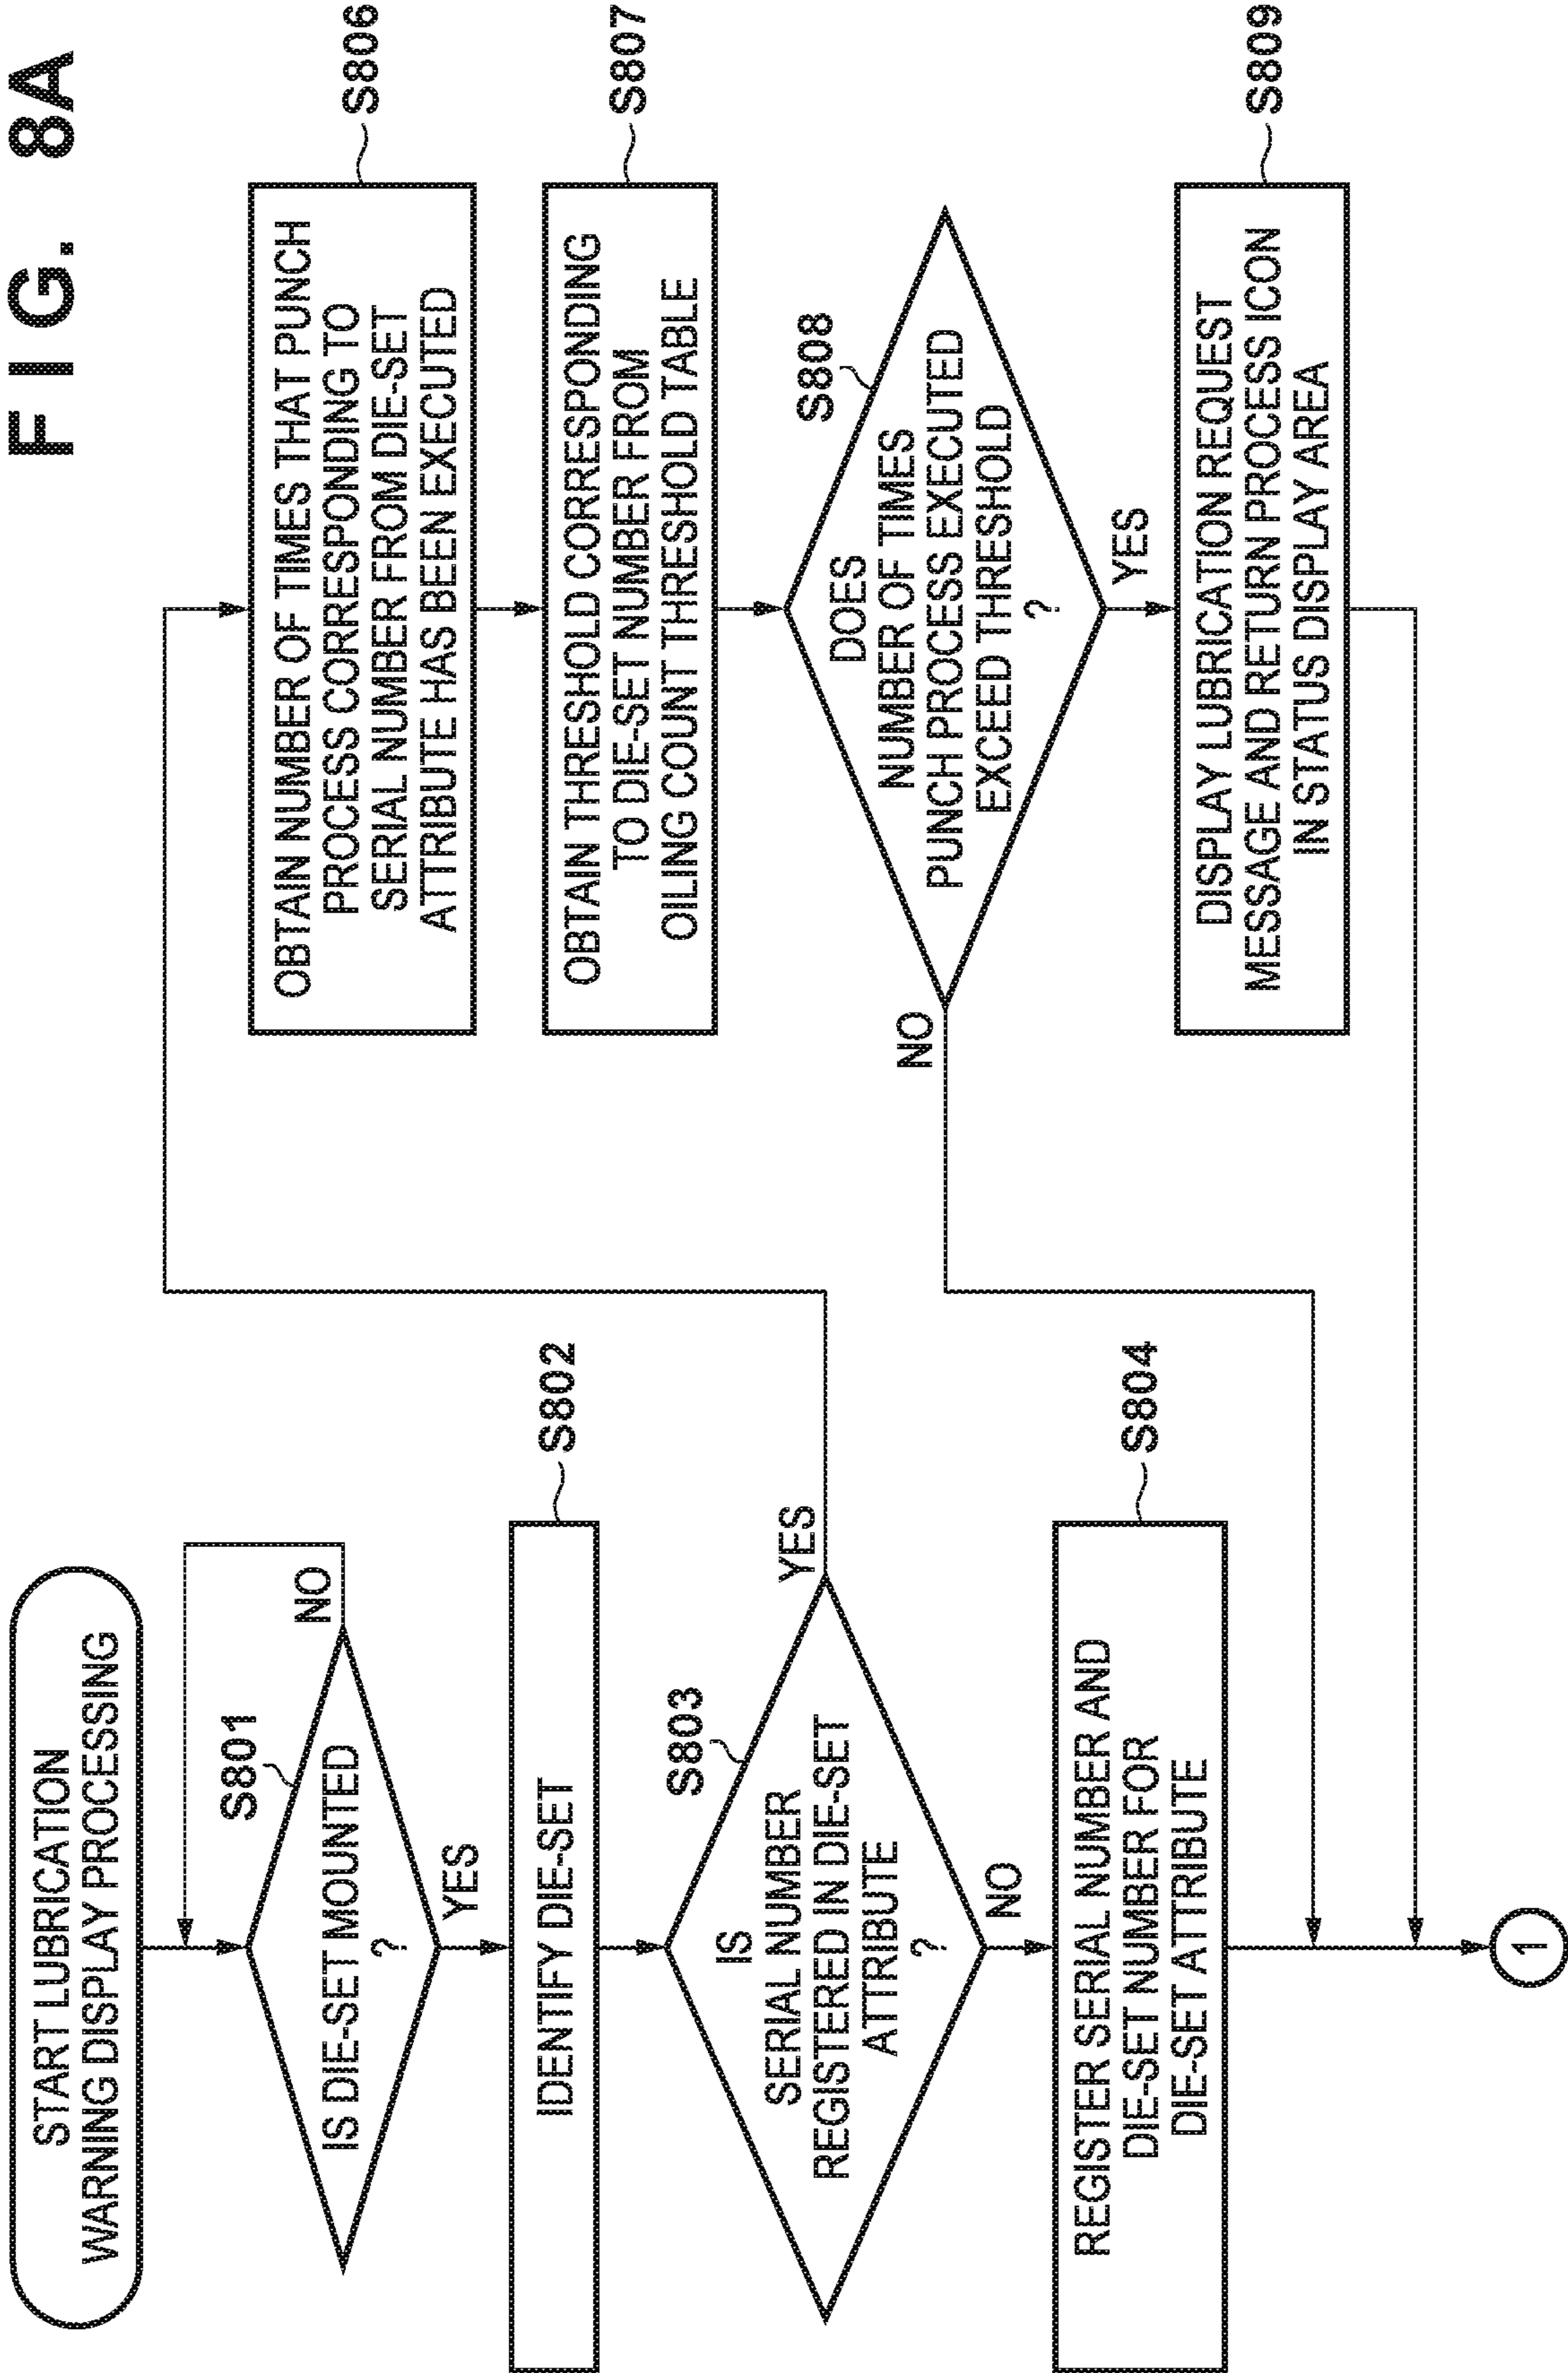 FIG. 8A
START LUBRICATION
WARNING DISPLAY PROCESSING
S801
IS DIE-SET MOUNTED
?
NO
YES
S802
IDENTIFY DIE-SET
S803
IS
SERIAL NUMBER
REGISTERED IN DIE-SET
ATTRIBUTE
?
YES
NO
S804
REGISTER SERIAL NUMBER AND
DIE-SET NUMBER FOR
DIE-SET ATTRIBUTE
1
S806
OBTAIN NUMBER OF TIMES THAT PUNCH
PROCESS CORRESPONDING TO
SERIAL NUMBER FROM DIE-SET
ATTRIBUTE HAS BEEN EXECUTED
S807
OBTAIN THRESHOLD CORRESPONDING
TO DIE-SET NUMBER FROM
OILING COUNT THRESHOLD TABLE
S808
DOES
NUMBER OF TIMES
PUNCH PROCESS EXECUTED
EXCEED THRESHOLD
?
NO
YES
S809
DISPLAY LUBRICATION REQUEST
MESSAGE AND RETURN PROCESS ICON
IN STATUS DISPLAY AREA